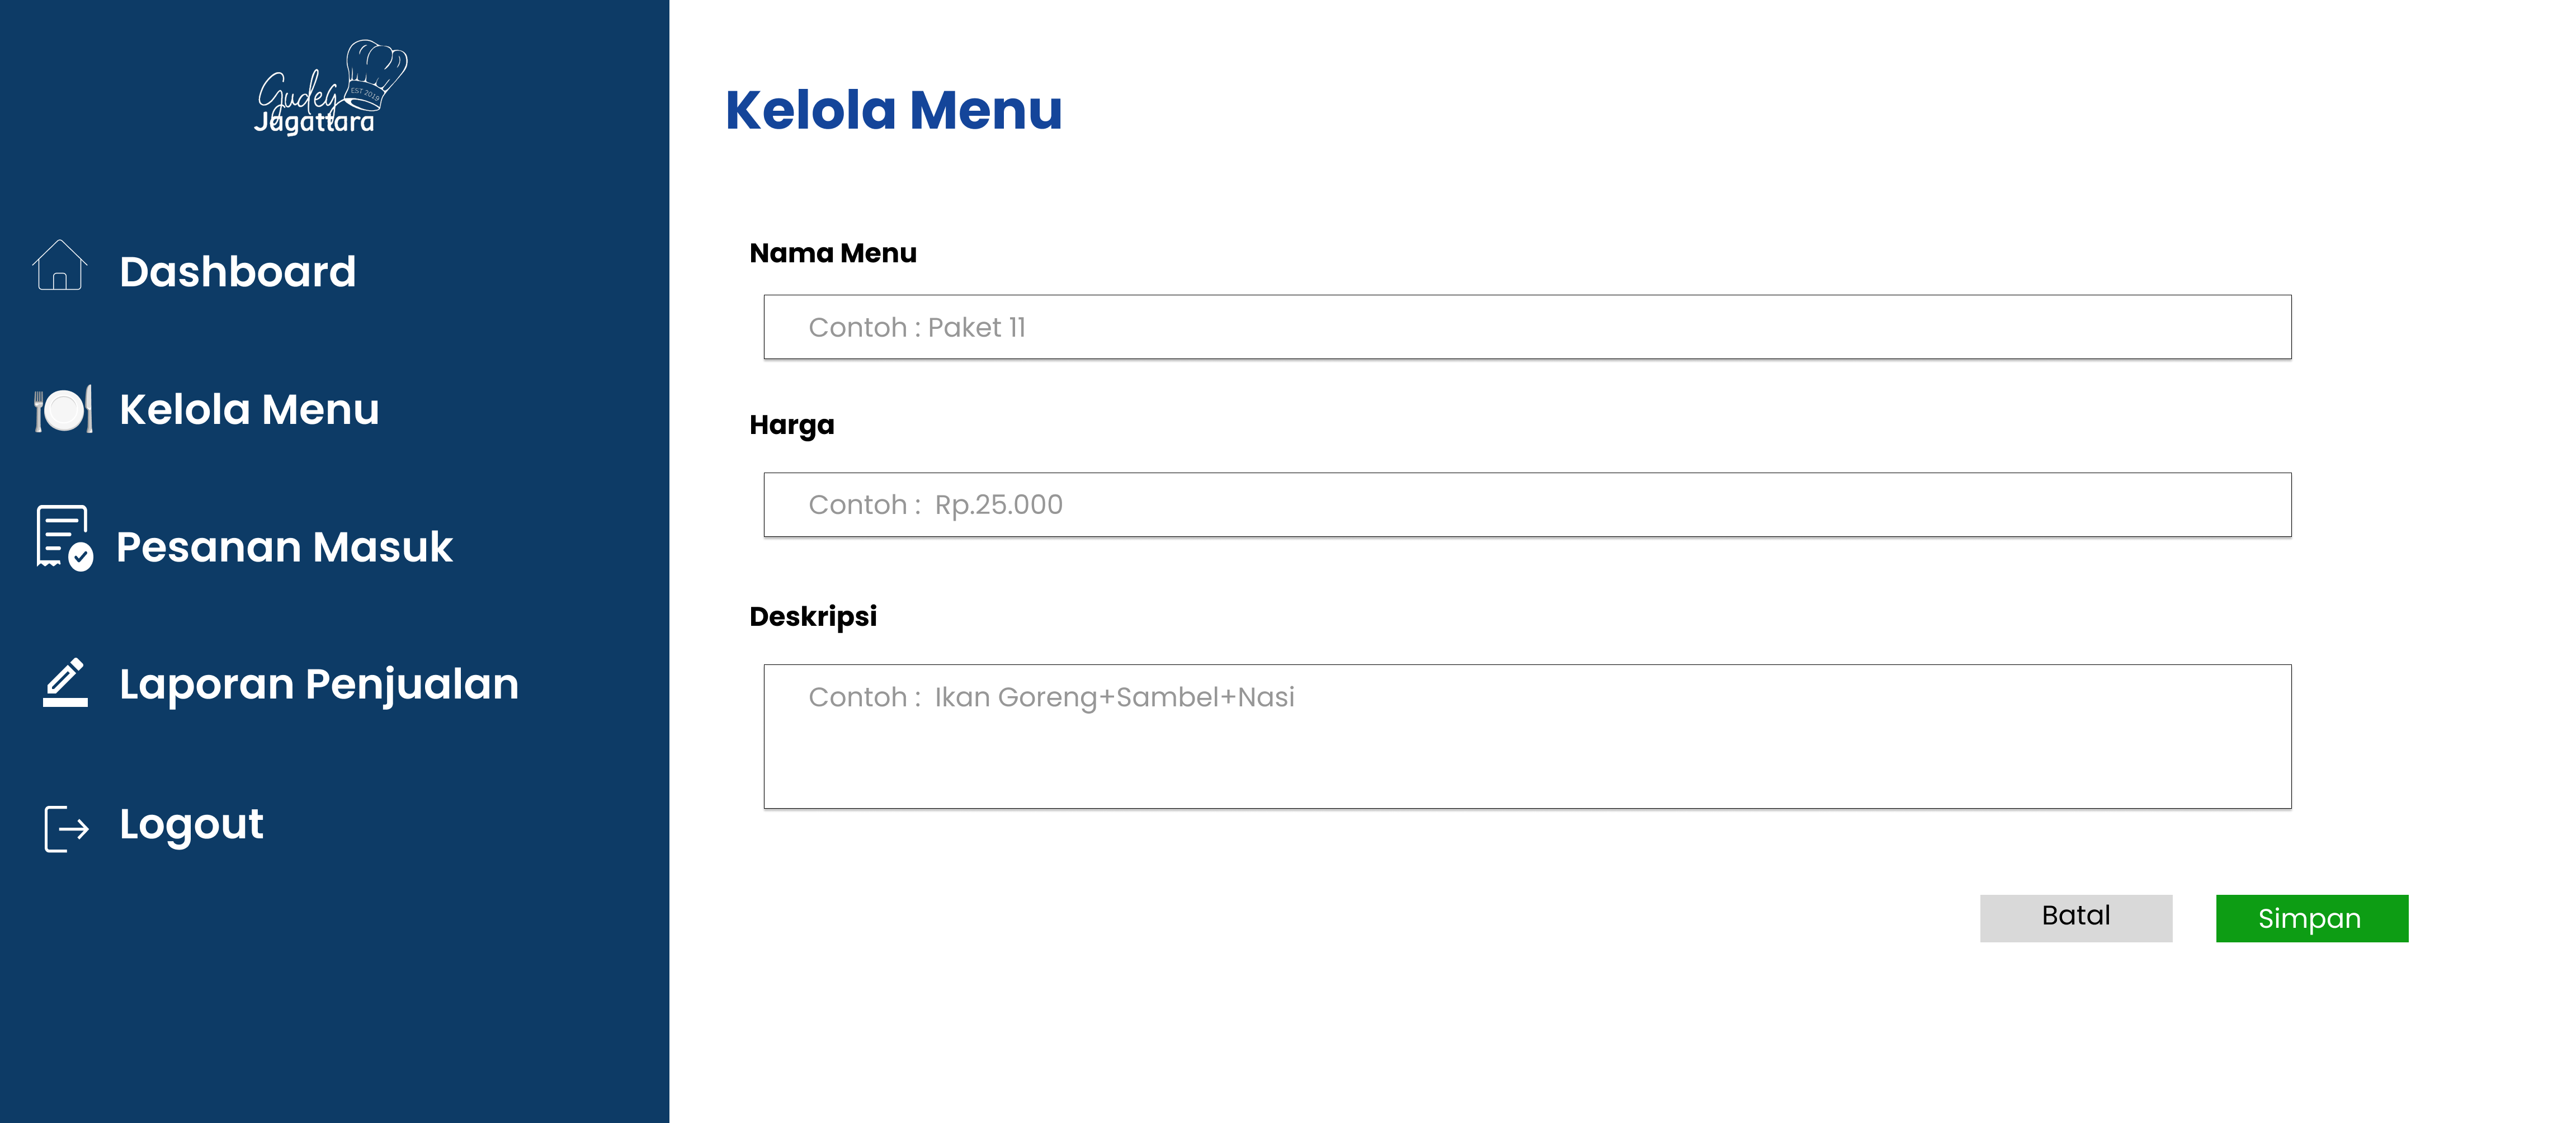 Gudeg
EST 2019
Jagattara
Dashboard
Kelola Menu
Pesanan Masuk
Laporan Penjualan
Logout
Kelola Menu
Nama Menu
Contoh : Paket 11
Harga
Contoh :  Rp.25.000
Deskripsi
Contoh :  Ikan Goreng+Sambel+Nasi
Batal
Simpan